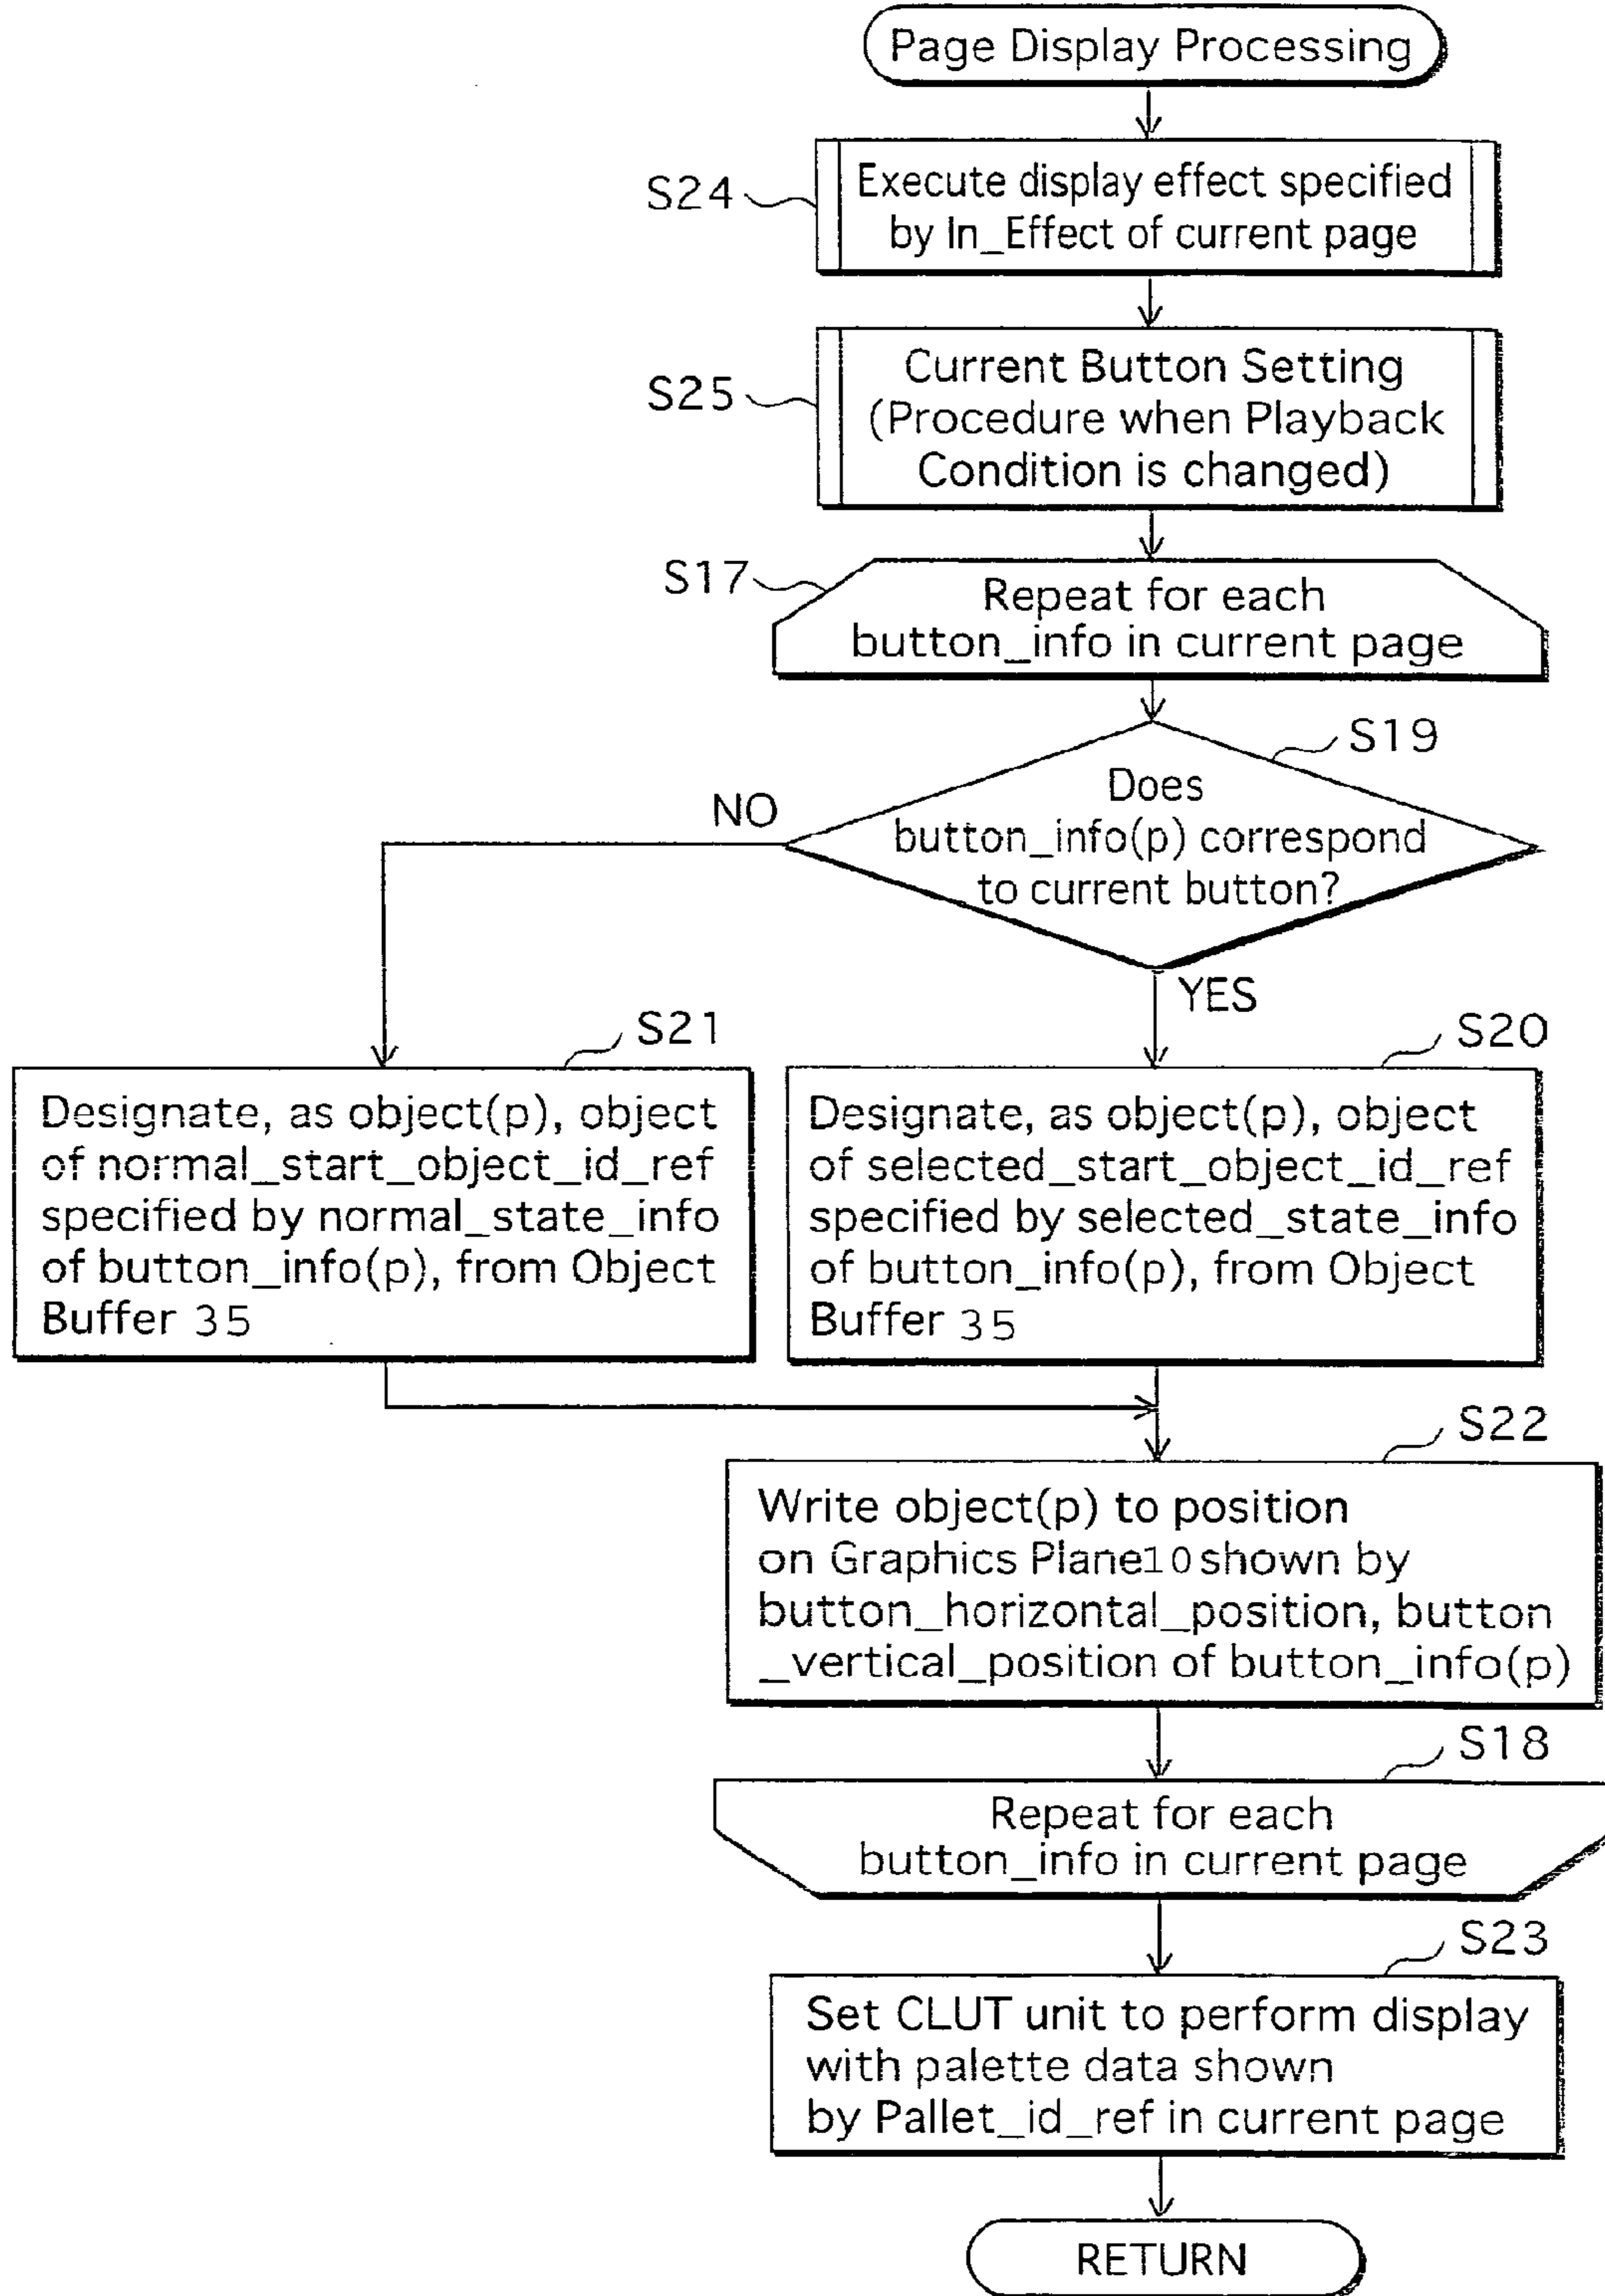 Page Display Processing
S24
Execute display effect specified
by In_Effect of current page
S25
Current Button Setting
(Procedure when Playback
Condition is changed)
S17
Repeat for each
button_info in current page
S19
Does
button_info(p) correspond
to current button?
NO
YES
S21
Designate, as object(p), object
of normal_start_object_id_ref
specified by normal_state_info
of button_info(p), from Object
Buffer 35
S20
Designate, as object(p), object
of selected_start_object_id_ref
specified by selected_state_info
of button_info(p), from Object
Buffer 35
S22
Write object(p) to position
on Graphics Plane10 shown by
button_horizontal_position, button
_vertical_position of button_info(p)
S18
Repeat for each
button_info in current page
S23
Set CLUT unit to perform display
with palette data shown
by Pallet_id_ref in current page
RETURN